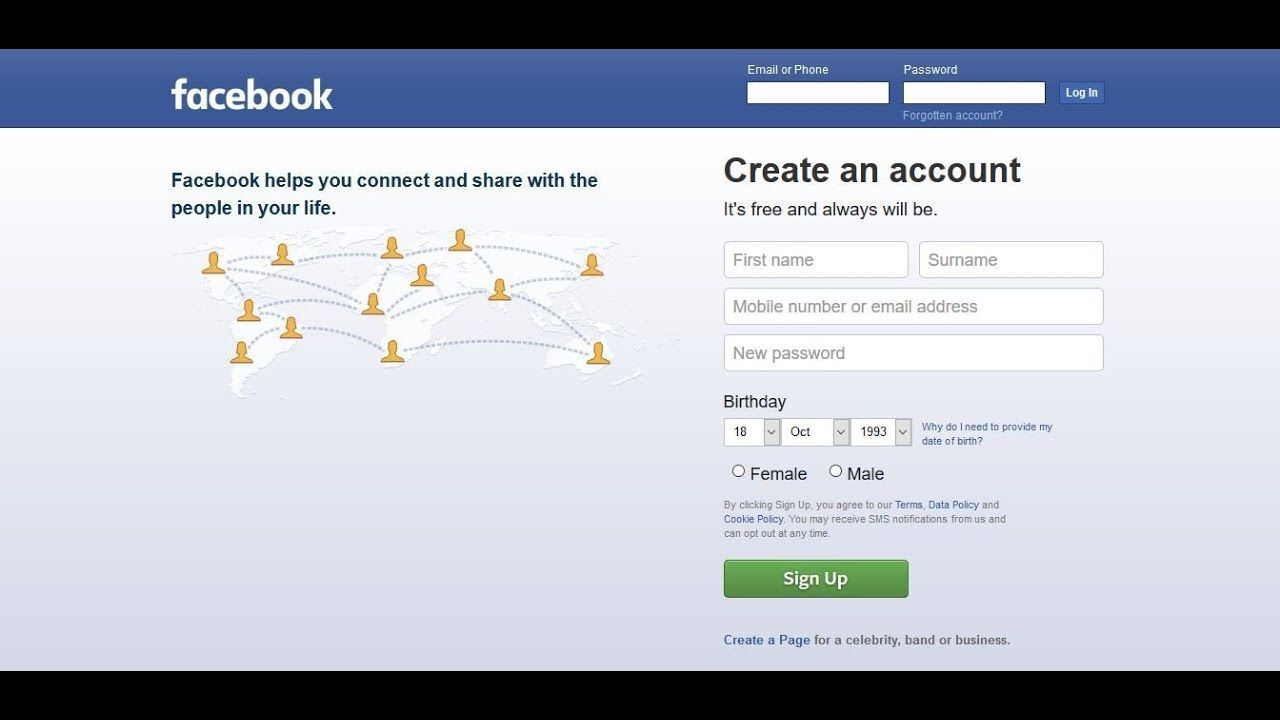 facebook
Email or Phone
Password
Log In
Forgotten account?
Facebook helps you connect and share with the
people in your life.
Create an account
It's free and always will be.
First name
Surname
Mobile number or email address
New password
Birthday
18
Oct
1993
Why do I need to provide my
date of birth?
Female
Male
By clicking Sign Up, you agree to our Terms, Data Policy and
Cookie Policy. You may receive SMS notifications from us and
can opt out at any time.
Sign Up
Create a Page for a celebrity, band or business.